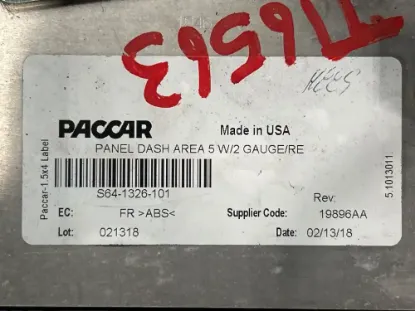 T16563
PACCAR
Made in USA
PANEL DASH AREA 5 W/2 GAUGE/RE
Paccar-1.5x4 Label
S64-1326-101
5.1013011
Rev:
EC: FR >ABS< Supplier Code: 19896AA
Lot: 021318 Date: 02/13/18